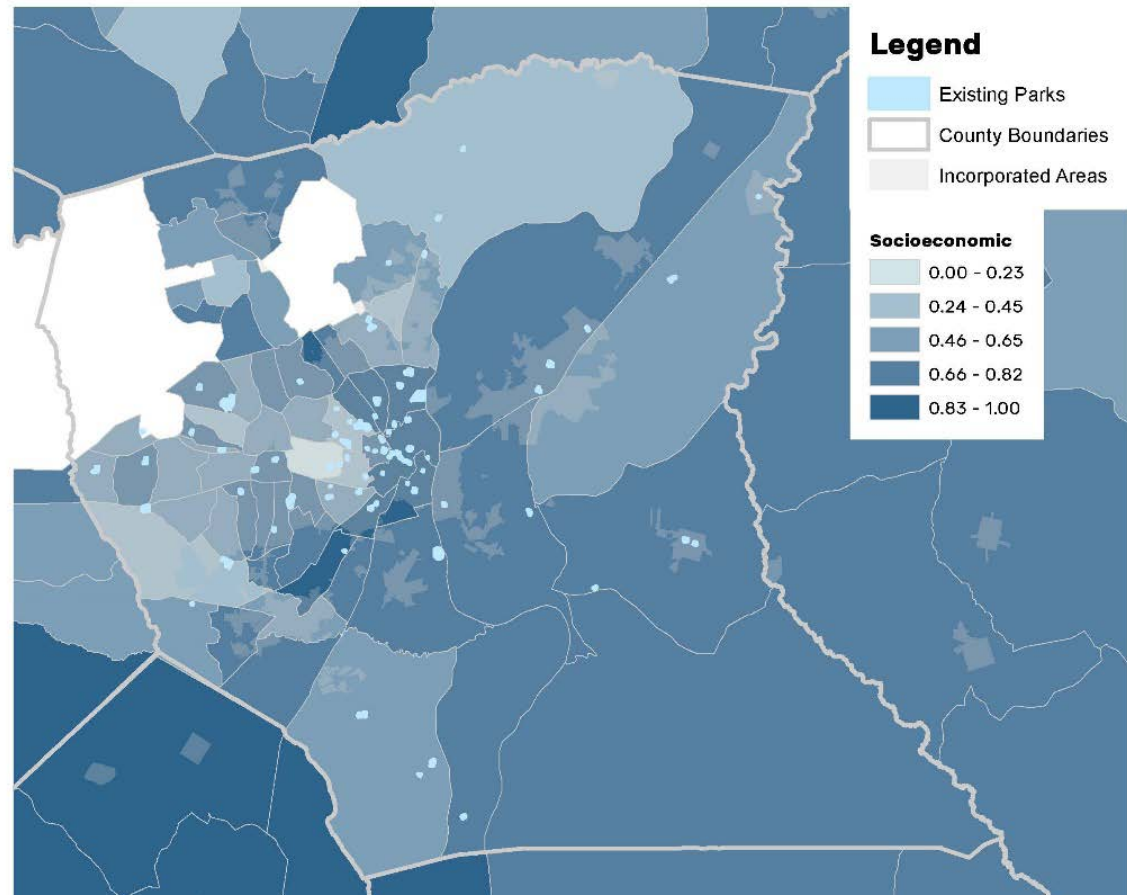 Legend
Existing Parks
County Boundaries
Incorporated Areas
Socioeconomic
0.00 - 0.23
0.24 - 0.45
0.46 - 0.65
0.66 - 0.82
0.83 - 1.00